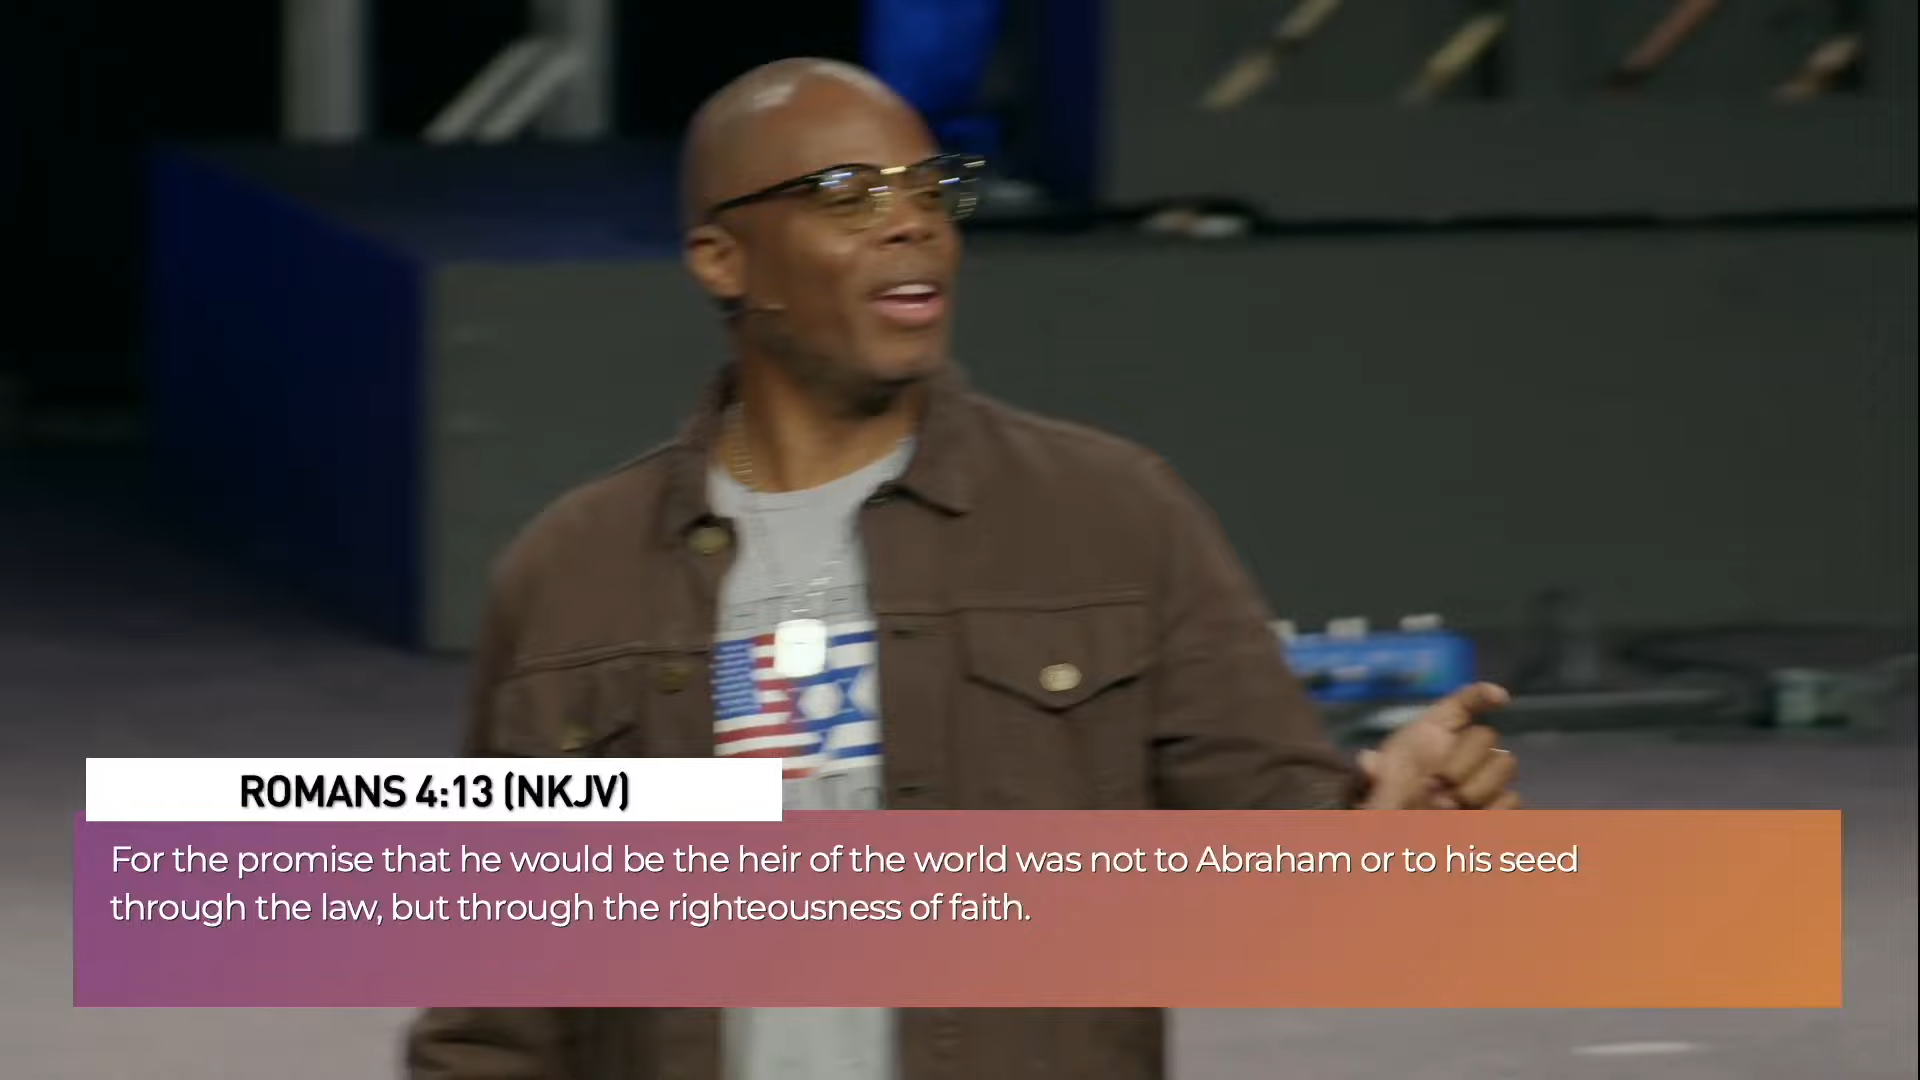 ROMANS 4:13 (NKJV)
For the promise that he would be the heir of the world was not to Abraham or to his seed
through the law, but through the righteousness of faith.